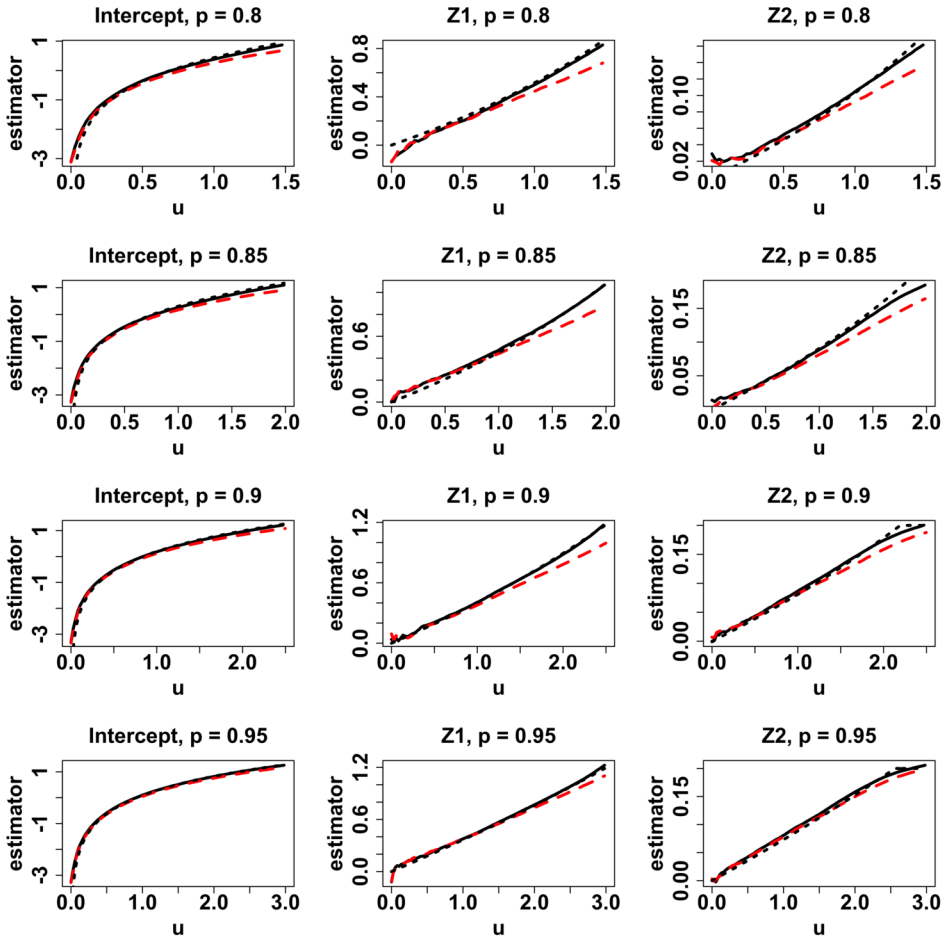 Intercept, p = 0.8
estimator
1
-1
-3
0.0 0.5 1.0 1.5
u
Z1, p = 0.8
estimator
0.8
0.4
0.0
0.0 0.5 1.0 1.5
u
Z2, p = 0.8
estimator
0.10
0.02
0.0 0.5 1.0 1.5
u
Intercept, p = 0.85
estimator
1
-1
-3
0.0 0.5 1.0 1.5 2.0
u
Z1, p = 0.85
estimator
0.6
0.0
0.0 0.5 1.0 1.5 2.0
u
Z2, p = 0.85
estimator
0.15
0.05
0.0 0.5 1.0 1.5 2.0
u
Intercept, p = 0.9
estimator
1
-1
-3
0.0 1.0 2.0
u
Z1, p = 0.9
estimator
1.2
0.6
0.0
0.0 1.0 2.0
u
Z2, p = 0.9
estimator
0.15
0.00
0.0 1.0 2.0
u
Intercept, p = 0.95
estimator
1
-1
-3
0.0 1.0 2.0 3.0
u
Z1, p = 0.95
estimator
1.2
0.6
0.0
0.0 1.0 2.0 3.0
u
Z2, p = 0.95
estimator
0.15
0.00
0.0 1.0 2.0 3.0
u